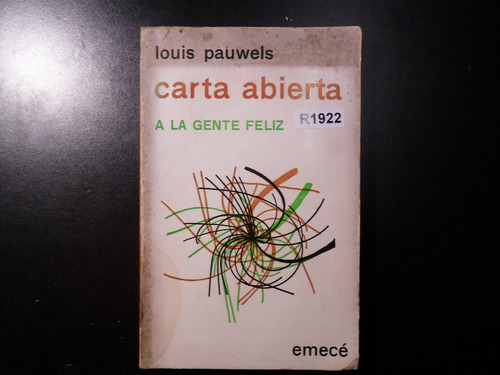 louis pauwels
carta abierta
A LA GENTE FELIZ
R1922
emecé